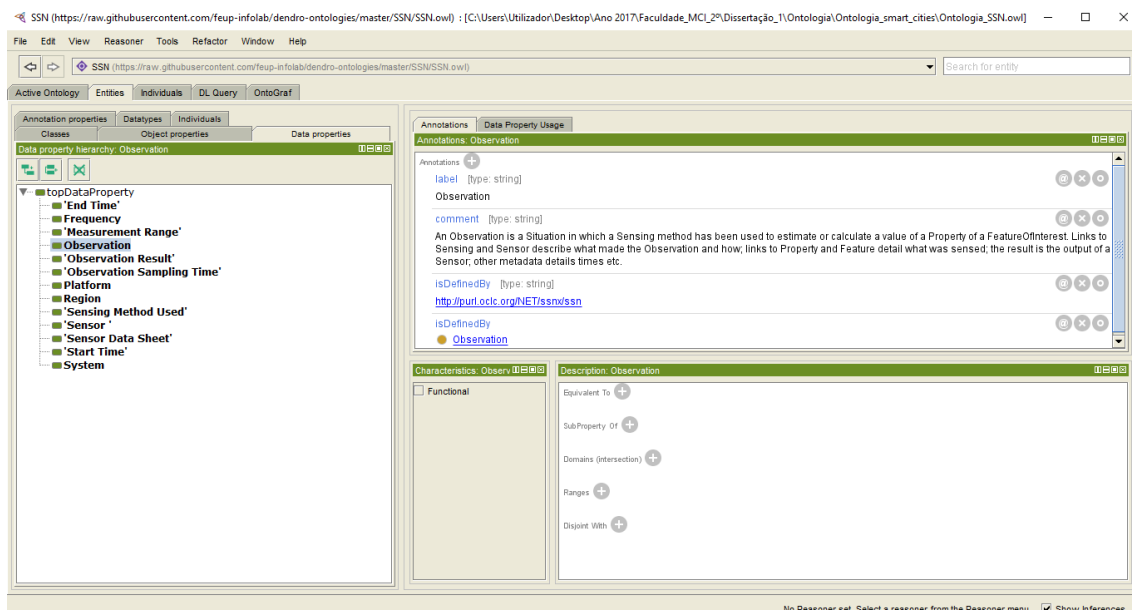 SSN (https://raw.githubusercontent.com/feup-infolab/dendro-ontologies/master/SSN/SSN.owl) : [C:\Users\Utilizador\Desktop\Ano 2017\Faculdade_MCI_2º\Dissertação_1\Ontologia\Ontologia_smart_cities\Ontologia_SSN.owl]
File Edit View Reasoner Tools Refactor Window Help
SSN (https://raw.githubusercontent.com/feup-infolab/dendro-ontologies/master/SSN/SSN.owl)
Search for entity
Active Ontology Entities Individuals DL Query OntoGraf
Annotation properties Datatypes Individuals
Classes Object properties Data properties
Data property hierarchy: Observation
topDataProperty
'End Time'
Frequency
'Measurement Range'
Observation
'Observation Result'
'Observation Sampling Time'
Platform
Region
'Sensing Method Used'
'Sensor '
'Sensor Data Sheet'
'Start Time'
System
Annotations Data Property Usage
Annotations: Observation
Annotations
label [type: string]
Observation
comment [type: string]
An Observation is a Situation in which a Sensing method has been used to estimate or calculate a value of a Property of a FeatureOfInterest. Links to
Sensing and Sensor describe what made the Observation and how; links to Property and Feature detail what was sensed; the result is the output of a
Sensor; other metadata details times etc.
isDefinedBy [type: string]
http://purl.oclc.org/NET/ssnx/ssn
isDefinedBy
Observation
Characteristics: Observ
Functional
Description: Observation
Equivalent To
SubProperty Of
Domains (intersection)
Ranges
Disjoint With
No Reasoner set. Select a reasoner from the Reasoner menu Show Inferences